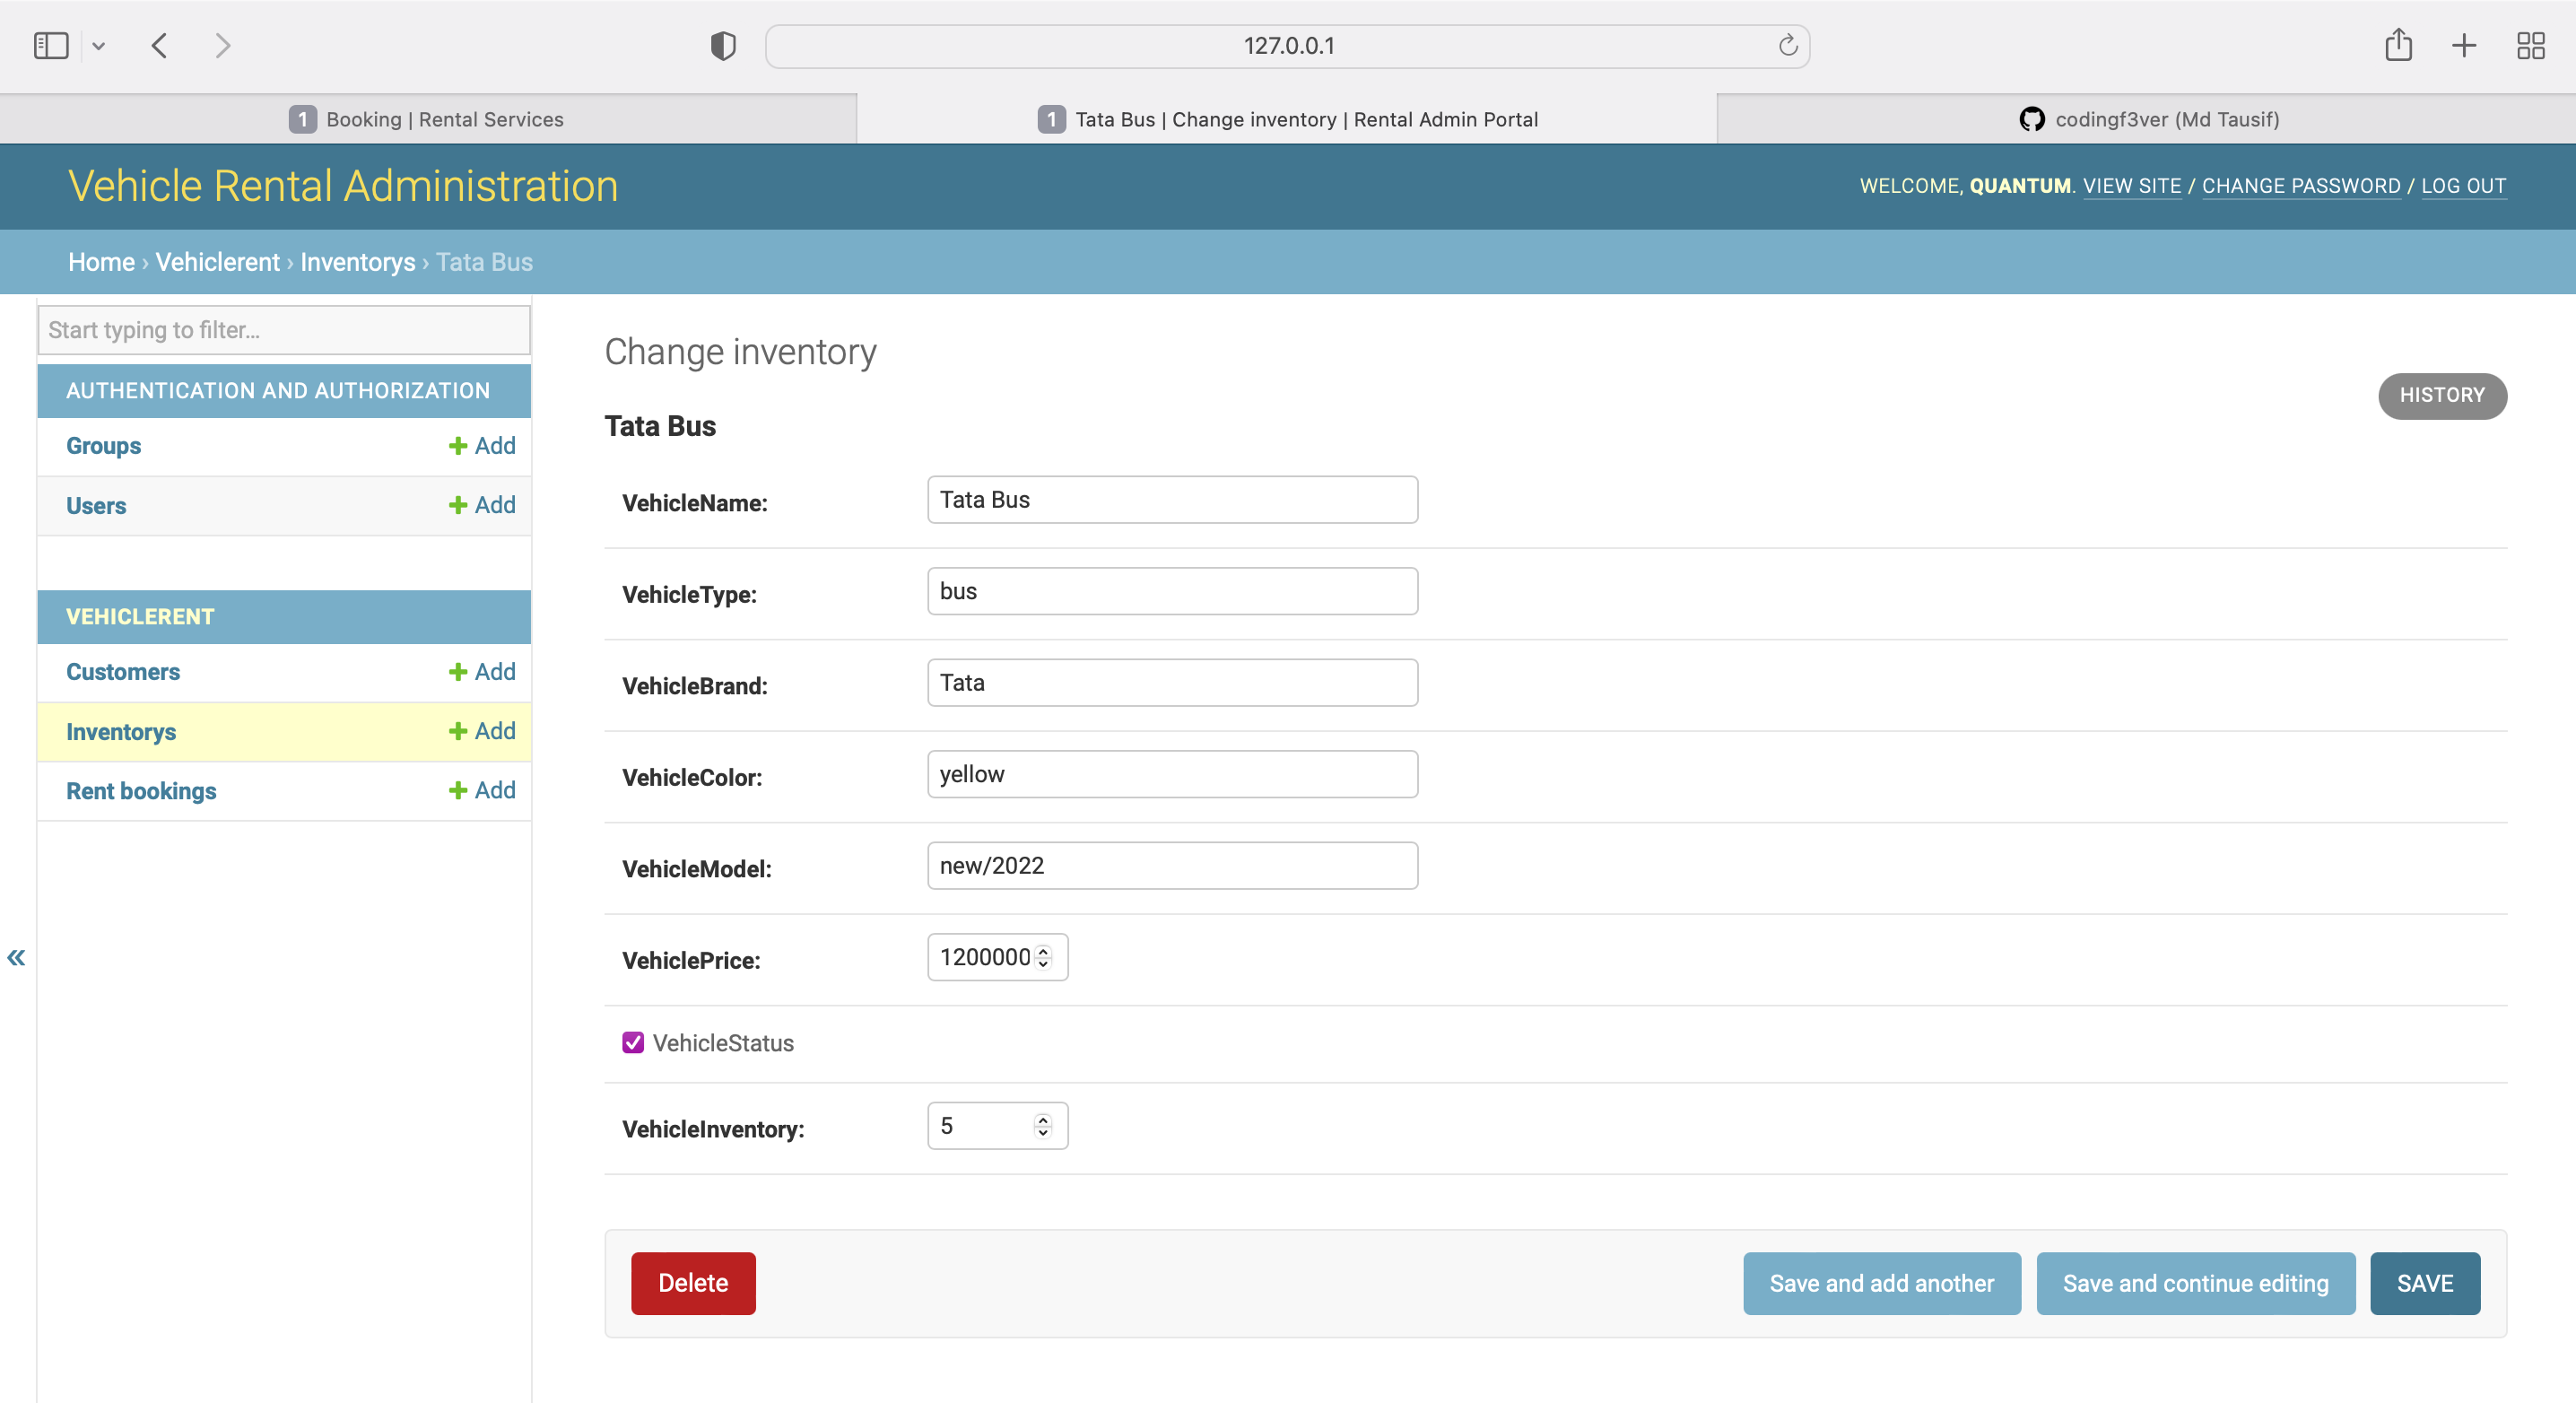 127.0.0.1
1 Booking | Rental Services
1 Tata Bus | Change inventory | Rental Admin Portal
codingf3ver (Md Tausif)
Vehicle Rental Administration
WELCOME, QUANTUM. VIEW SITE / CHANGE PASSWORD / LOG OUT
Home › Vehiclerent › Inventorys › Tata Bus
Start typing to filter...
AUTHENTICATION AND AUTHORIZATION
Groups + Add
Users + Add
VEHICLERENT
Customers + Add
Inventorys + Add
Rent bookings + Add
«
Change inventory
HISTORY
Tata Bus
VehicleName: Tata Bus
VehicleType: bus
VehicleBrand: Tata
VehicleColor: yellow
VehicleModel: new/2022
VehiclePrice: 1200000
VehicleStatus
VehicleInventory: 5
Delete
Save and add another
Save and continue editing
SAVE